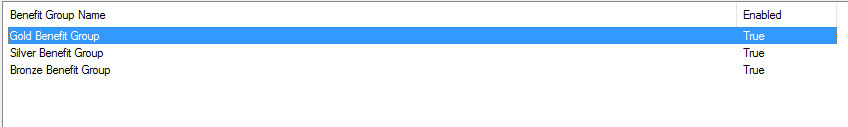 Benefit Group Name Enabled
Gold Benefit Group True
Silver Benefit Group True
Bronze Benefit Group True